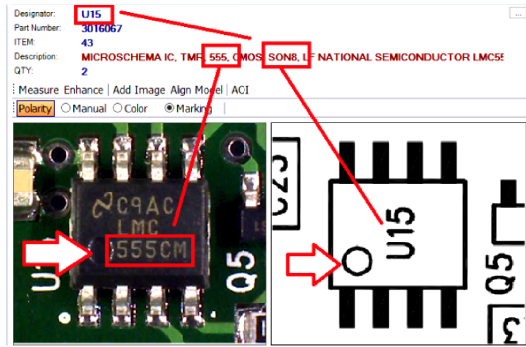 Designator: U15 ...
Part Number: 3016067
ITEM: 43
Description: MICROSCHEMA IC, TMR, 555, CMOS, SON8, LF NATIONAL SEMICONDUCTOR LMC55
QTY: 2
Measure Enhance | Add Image Align Model | AOI
Polarity Manual Color Marking
C9AC
LMC
555CM
Q5
U15
Q5